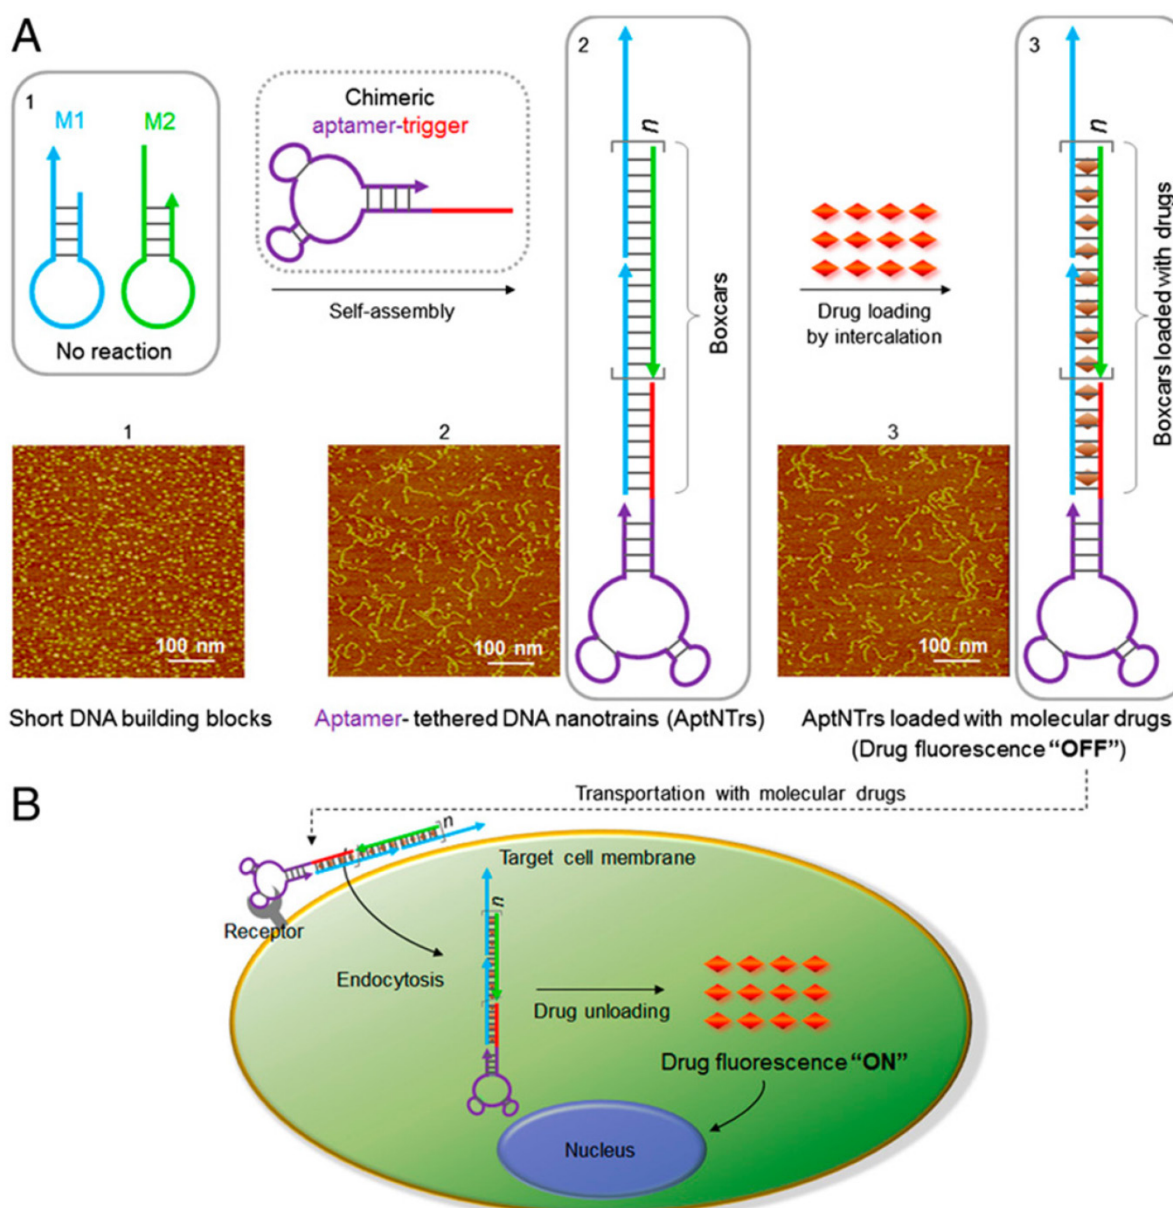 A
1
M1
M2
No reaction
Chimeric
aptamer-trigger
Self-assembly
2
n
Boxcars
Drug loading
by intercalation
3
n
Boxcars loaded with drugs
1
100 nm
Short DNA building blocks
2
100 nm
Aptamer- tethered DNA nanotrains (AptNTrs)
3
100 nm
AptNTrs loaded with molecular drugs
(Drug fluorescence “OFF”)
B
Transportation with molecular drugs
n
Target cell membrane
Receptor
Endocytosis
n
Drug unloading
Drug fluorescence “ON”
Nucleus